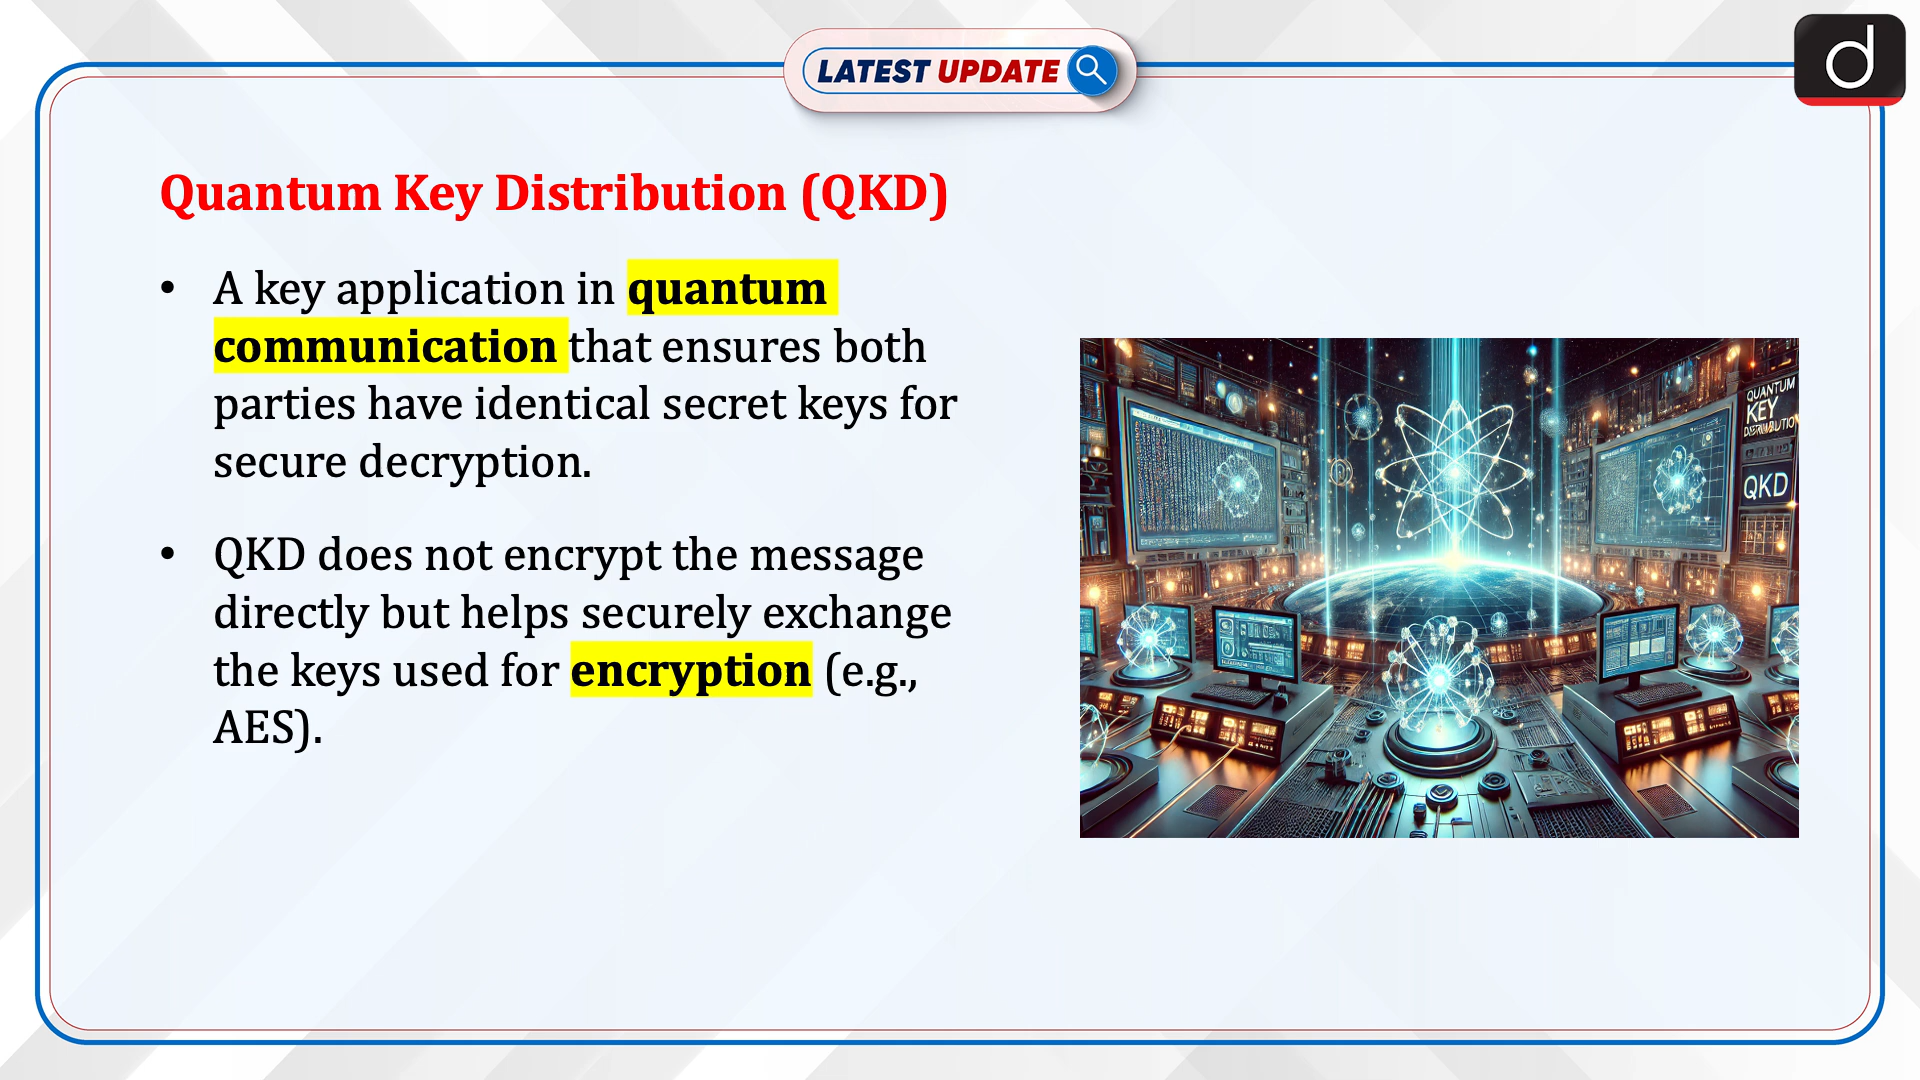 LATEST UPDATE
d
Quantum Key Distribution (QKD)
• A key application in quantum
communication that ensures both
parties have identical secret keys for
secure decryption.
• QKD does not encrypt the message
directly but helps securely exchange
the keys used for encryption (e.g.,
AES).
QUANTUM
KEY
QKD